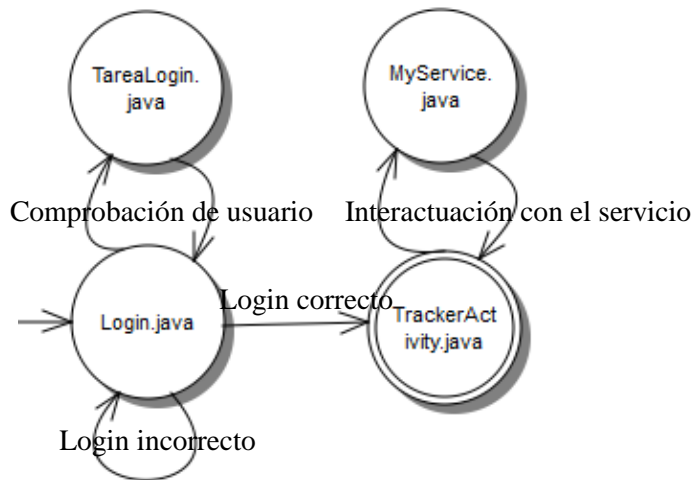 TareaLogin.
java
MyService.
java
Comprobación de usuario
Interactuación con el servicio
Login correcto
Login.java
TrackerAct
ivity.java
Login incorrecto